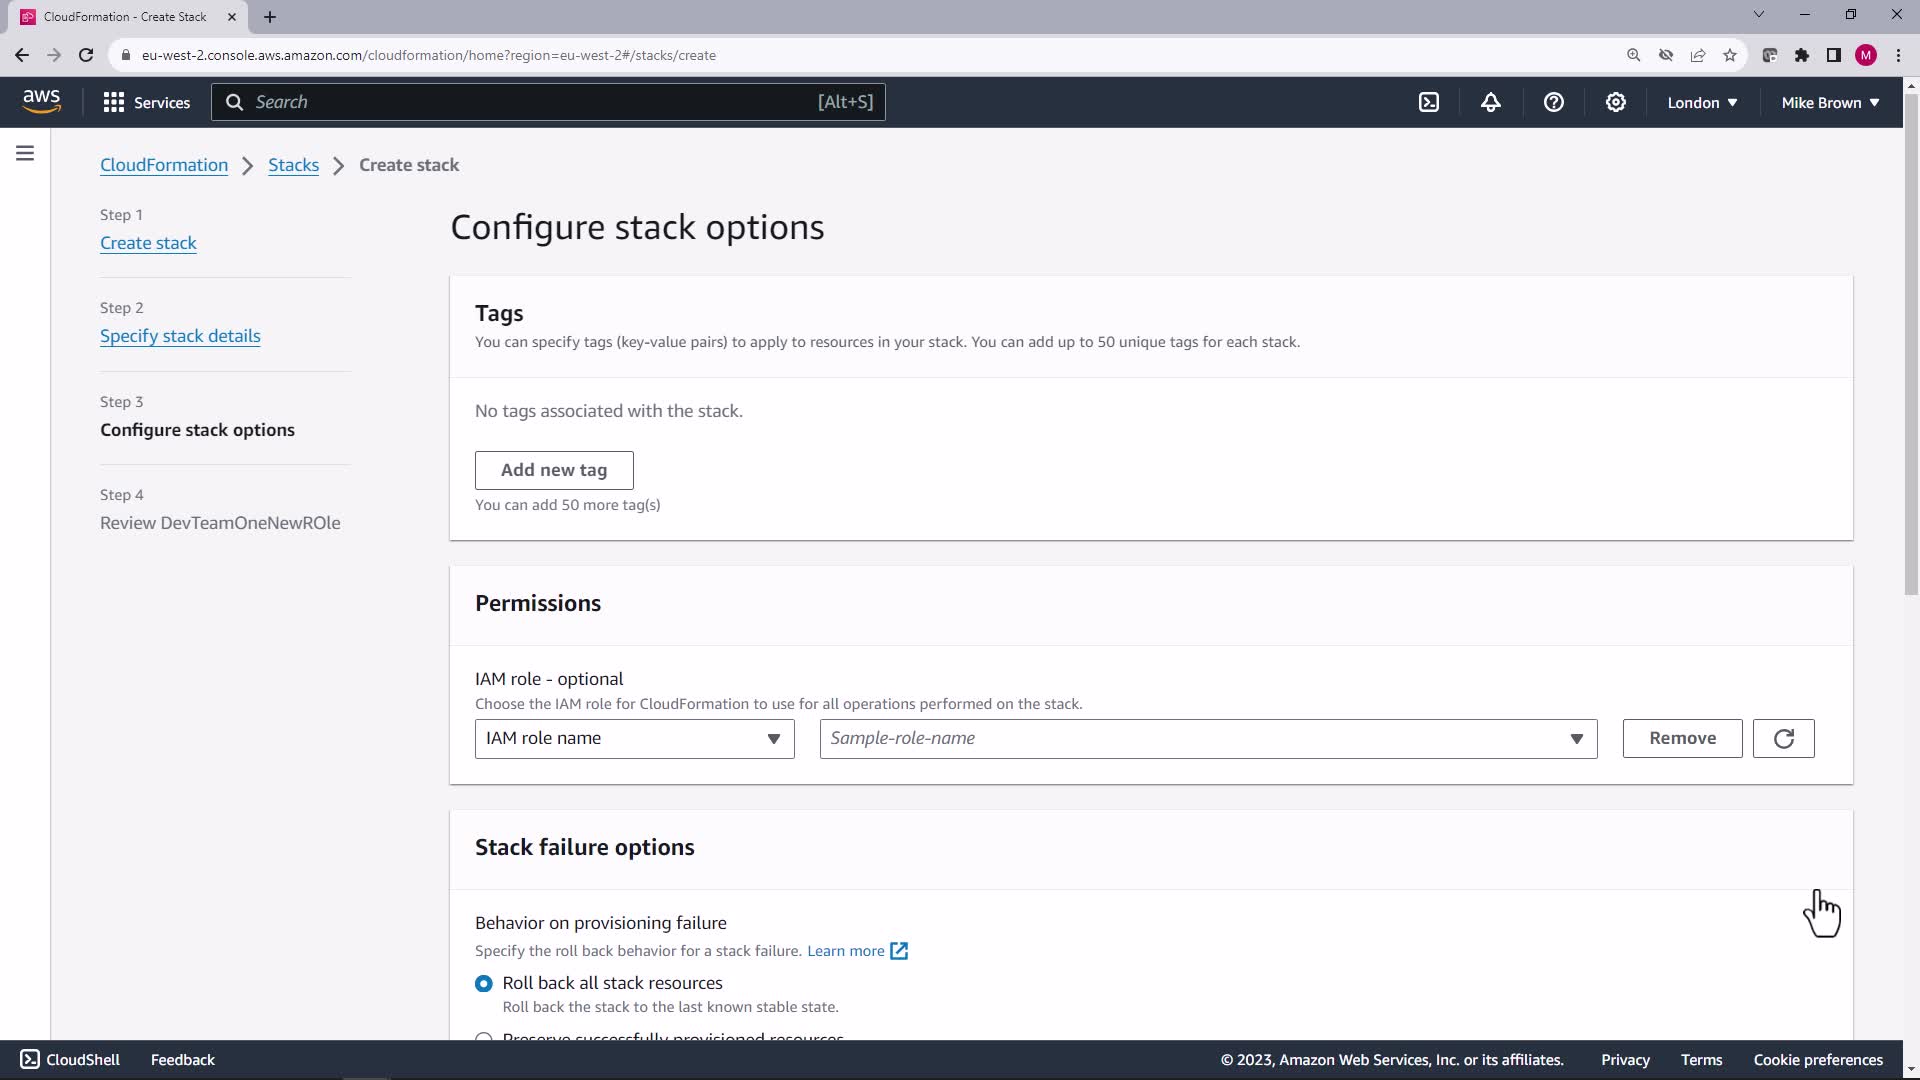 CloudFormation - Create Stack
eu-west-2.console.aws.amazon.com/cloudformation/home?region=eu-west-2#/stacks/create
M
aws
Services
Search
[Alt+S]
London
Mike Brown
CloudFormation
Stacks
Create stack
Step 1
Create stack
Step 2
Specify stack details
Step 3
Configure stack options
Step 4
Review DevTeamOneNewROle
Configure stack options
Tags
You can specify tags (key-value pairs) to apply to resources in your stack. You can add up to 50 unique tags for each stack.
No tags associated with the stack.
Add new tag
You can add 50 more tag(s)
Permissions
IAM role - optional
Choose the IAM role for CloudFormation to use for all operations performed on the stack.
IAM role name
Sample-role-name
Remove
Stack failure options
Behavior on provisioning failure
Specify the roll back behavior for a stack failure. Learn more
Roll back all stack resources
Roll back the stack to the last known stable state.
Preserve successfully provisioned resources
CloudShell
Feedback
© 2023, Amazon Web Services, Inc. or its affiliates.
Privacy
Terms
Cookie preferences